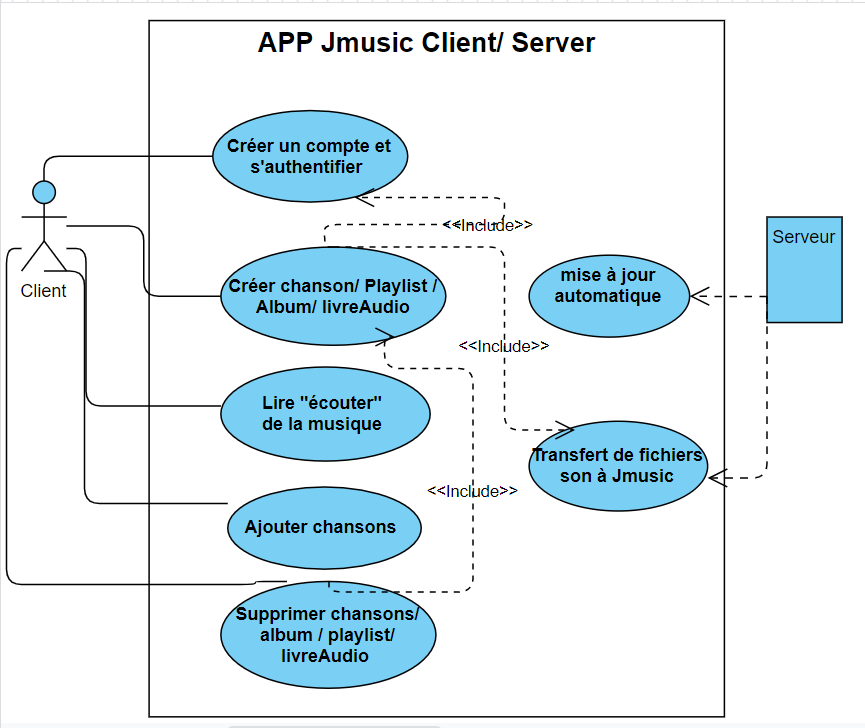 APP Jmusic Client/ Server
Créer un compte et
s'authentifier
<<Include>>
Serveur
Client
Créer chanson/ Playlist /
Album/ livreAudio
mise à jour
automatique
<<Include>>
Lire "écouter"
de la musique
Transfert de fichiers
son à Jmusic
<<Include>>
Ajouter chansons
Supprimer chansons/
album / playlist/
livreAudio